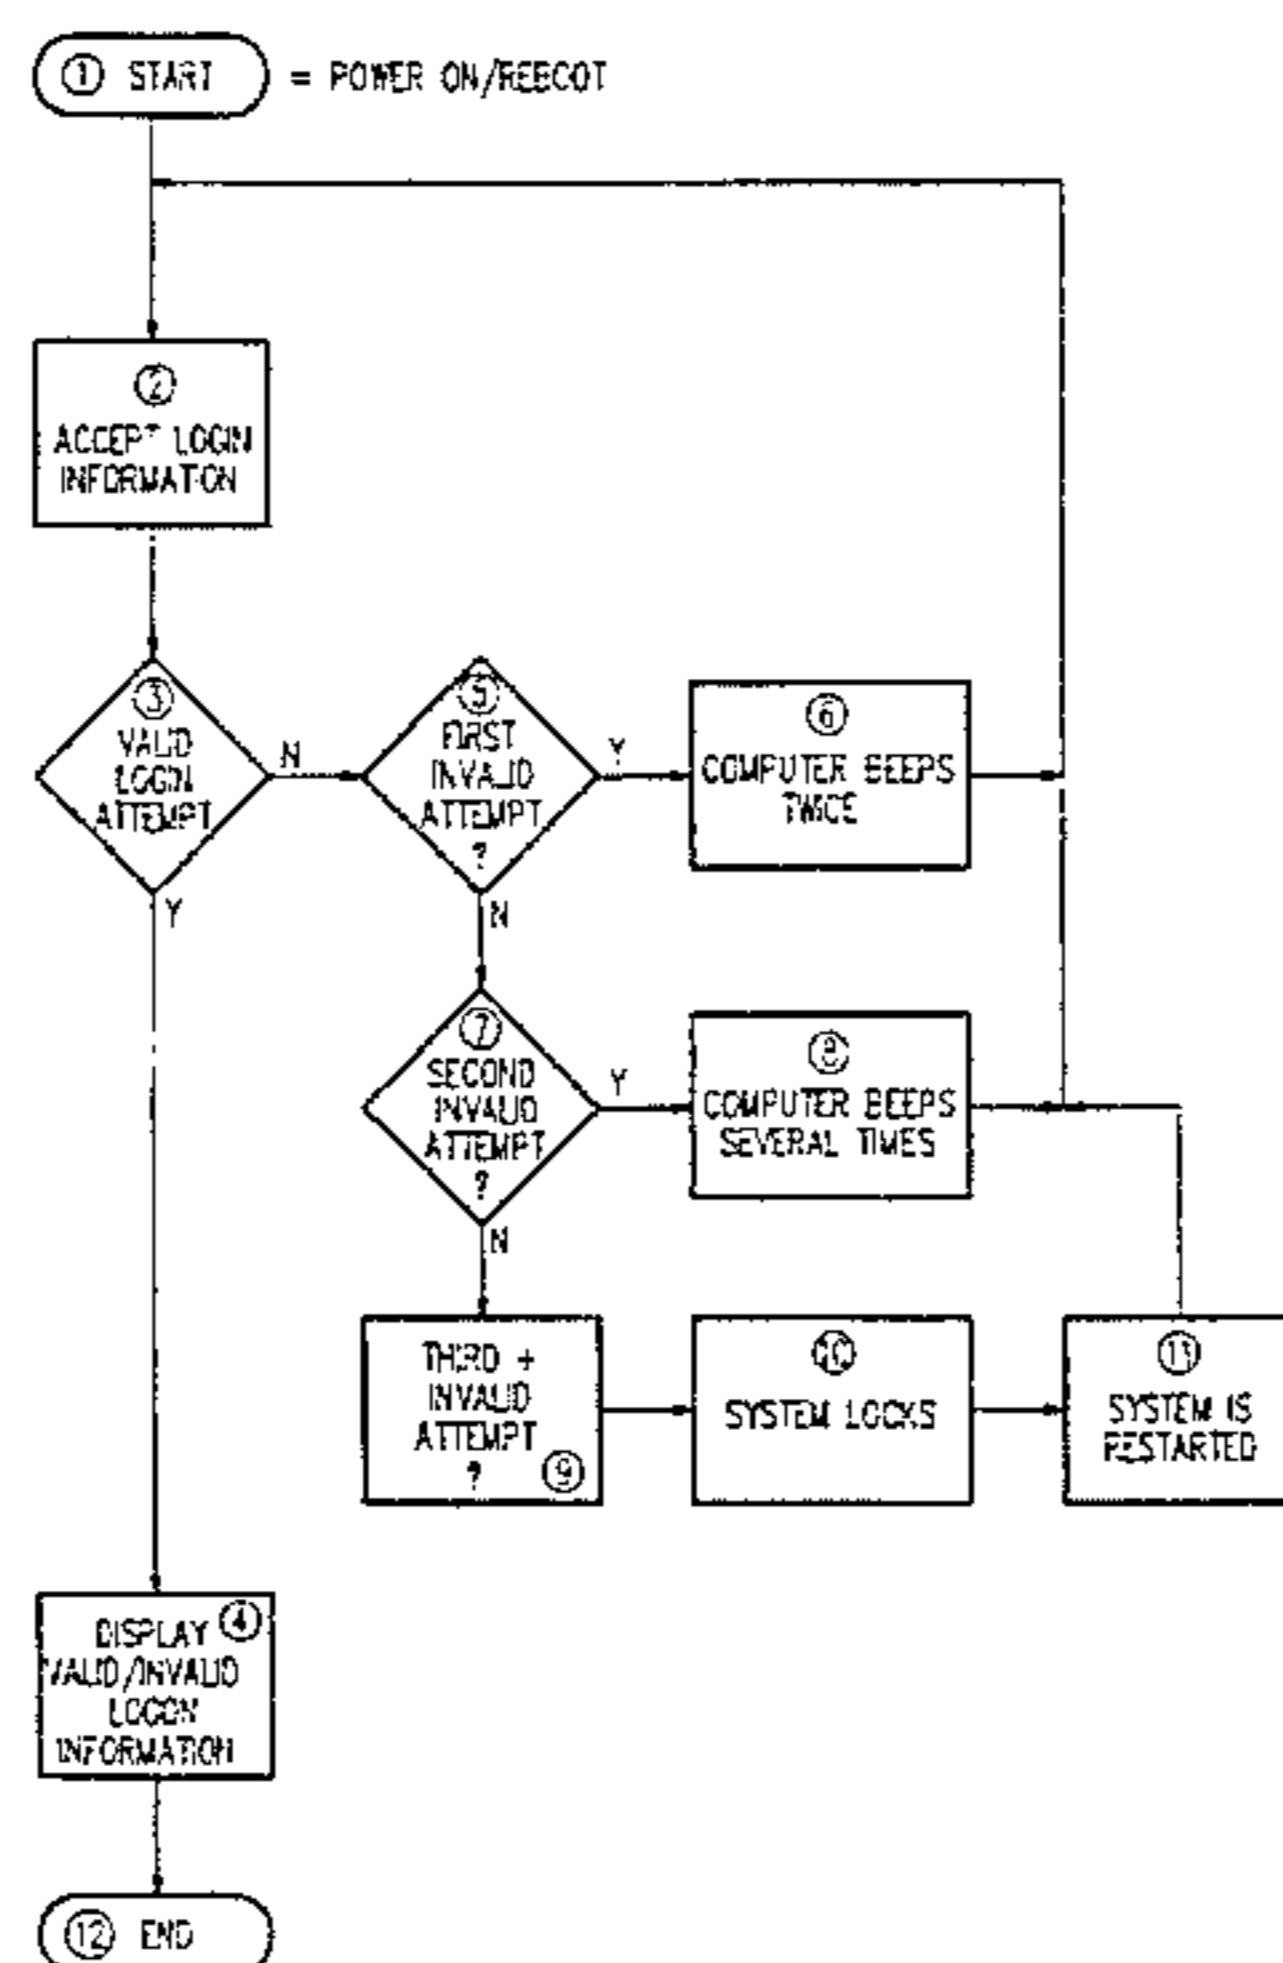 1 START = POWER ON/REBOOT
2
ACCEPT LOGIN
INFORMATION
3
VALID
LOGIN
ATTEMPT
N
Y
5
FIRST
INVALID
ATTEMPT
?
Y
N
6
COMPUTER BEEPS
TWICE
7
SECOND
INVALID
ATTEMPT
?
Y
N
8
COMPUTER BEEPS
SEVERAL TIMES
THIRD +
INVALID
ATTEMPT
? 9
10
SYSTEM LOCKS
11
SYSTEM IS
RESTARTED
DISPLAY 4
VALID/INVALID
LOGON
INFORMATION
12 END